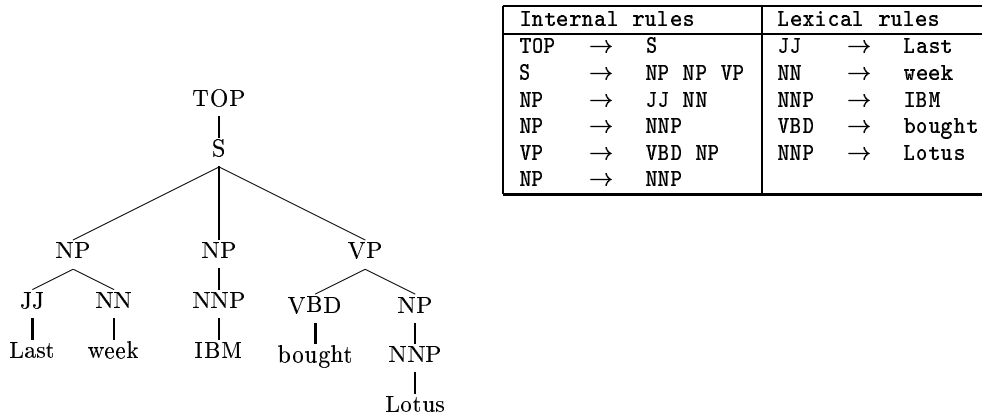 TOP
S
NP NP VP
JJ NN NNP VBD NP
Last week IBM bought NNP
Lotus
Internal rules Lexical rules
TOP → S JJ → Last
S → NP NP VP NN → week
NP → JJ NN NNP → IBM
NP → NNP VBD → bought
VP → VBD NP NNP → Lotus
NP → NNP